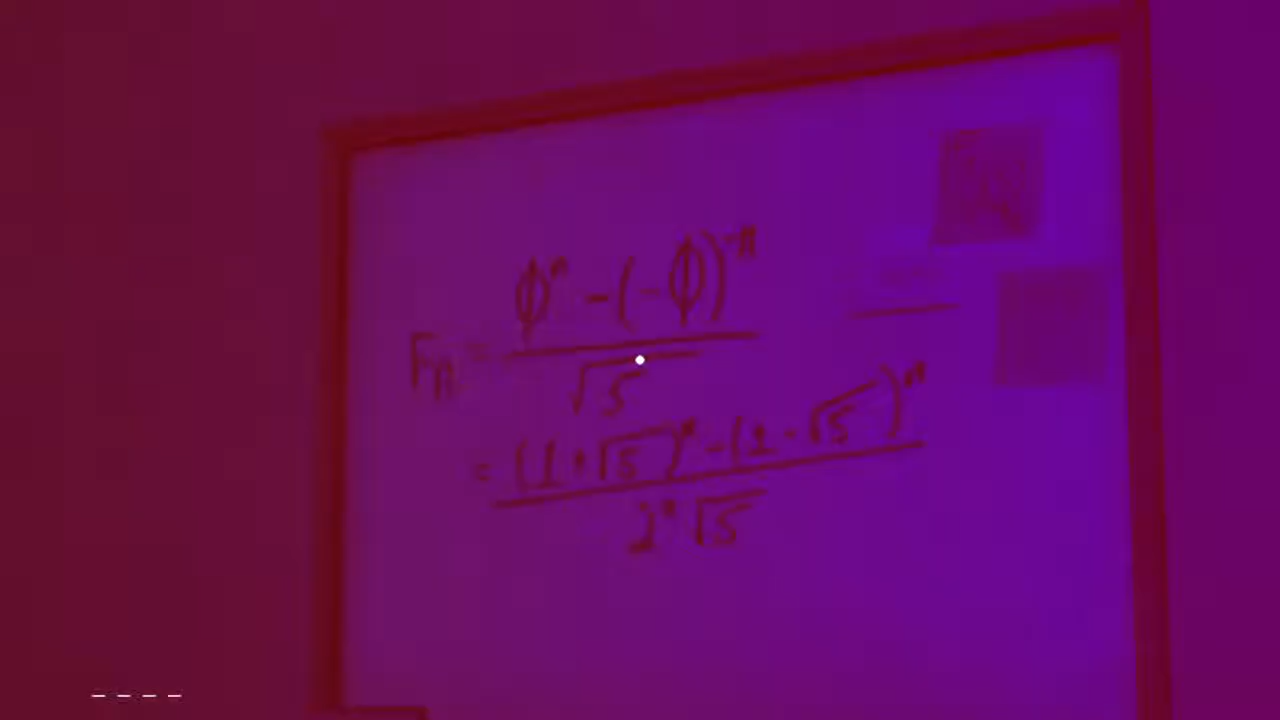 Fn = ϕ^n - (-ϕ)^-n / √5
= (1+√5)^n - (1-√5)^n / 2^n √5